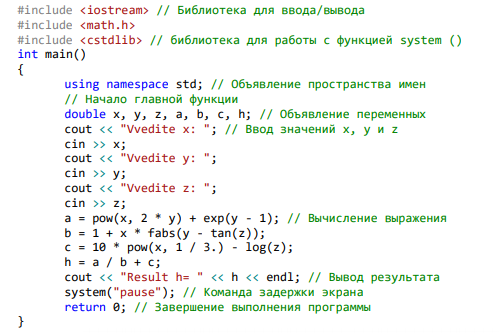 #include <iostream> // Библиотека для ввода/вывода
#include <math.h>
#include <cstdlib> // библиотека для работы с функцией system ()
int main()
{
using namespace std; // Объявление пространства имен
// Начало главной функции
double x, y, z, a, b, c, h; // Объявление переменных
cout << "Vvedite x: "; // Ввод значений x, y и z
cin >> x;
cout << "Vvedite y: ";
cin >> y;
cout << "Vvedite z: ";
cin >> z;
a = pow(x, 2 * y) + exp(y - 1); // Вычисление выражения
b = 1 + x * fabs(y - tan(z));
c = 10 * pow(x, 1 / 3.) - log(z);
h = a / b + c;
cout << "Result h= " << h << endl; // Вывод результата
system("pause"); // Команда задержки экрана
return 0; // Завершение выполнения программы
}